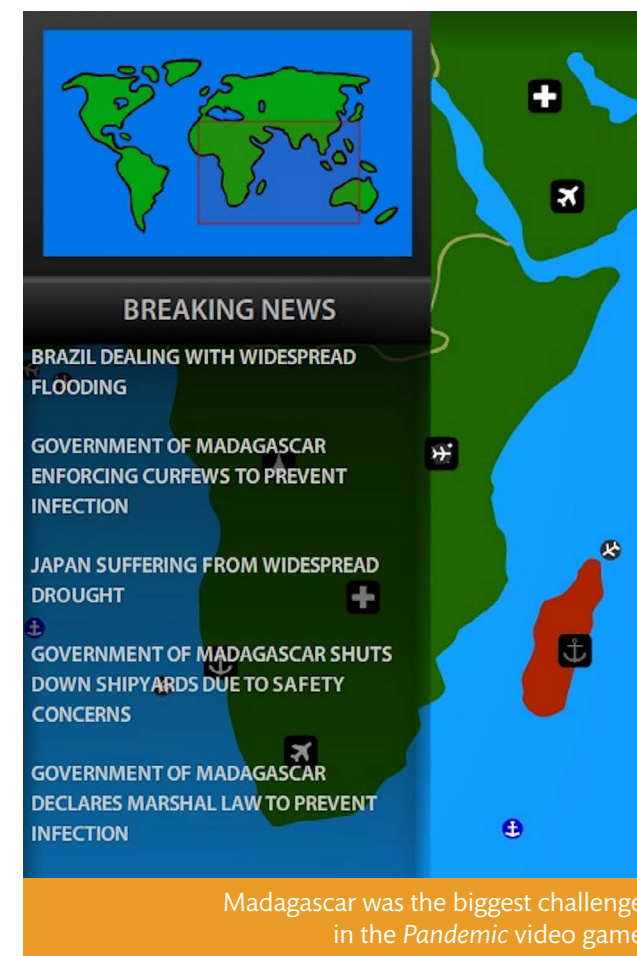 BREAKING NEWS
BRAZIL DEALING WITH WIDESPREAD
FLOODING
GOVERNMENT OF MADAGASCAR
ENFORCING CURFEWS TO PREVENT
INFECTION
JAPAN SUFFERING FROM WIDESPREAD
DROUGHT
GOVERNMENT OF MADAGASCAR SHUTS
DOWN SHIPYARDS DUE TO SAFETY
CONCERNS
GOVERNMENT OF MADAGASCAR
DECLARES MARSHAL LAW TO PREVENT
INFECTION
Madagascar was the biggest challenge
in the Pandemic video game